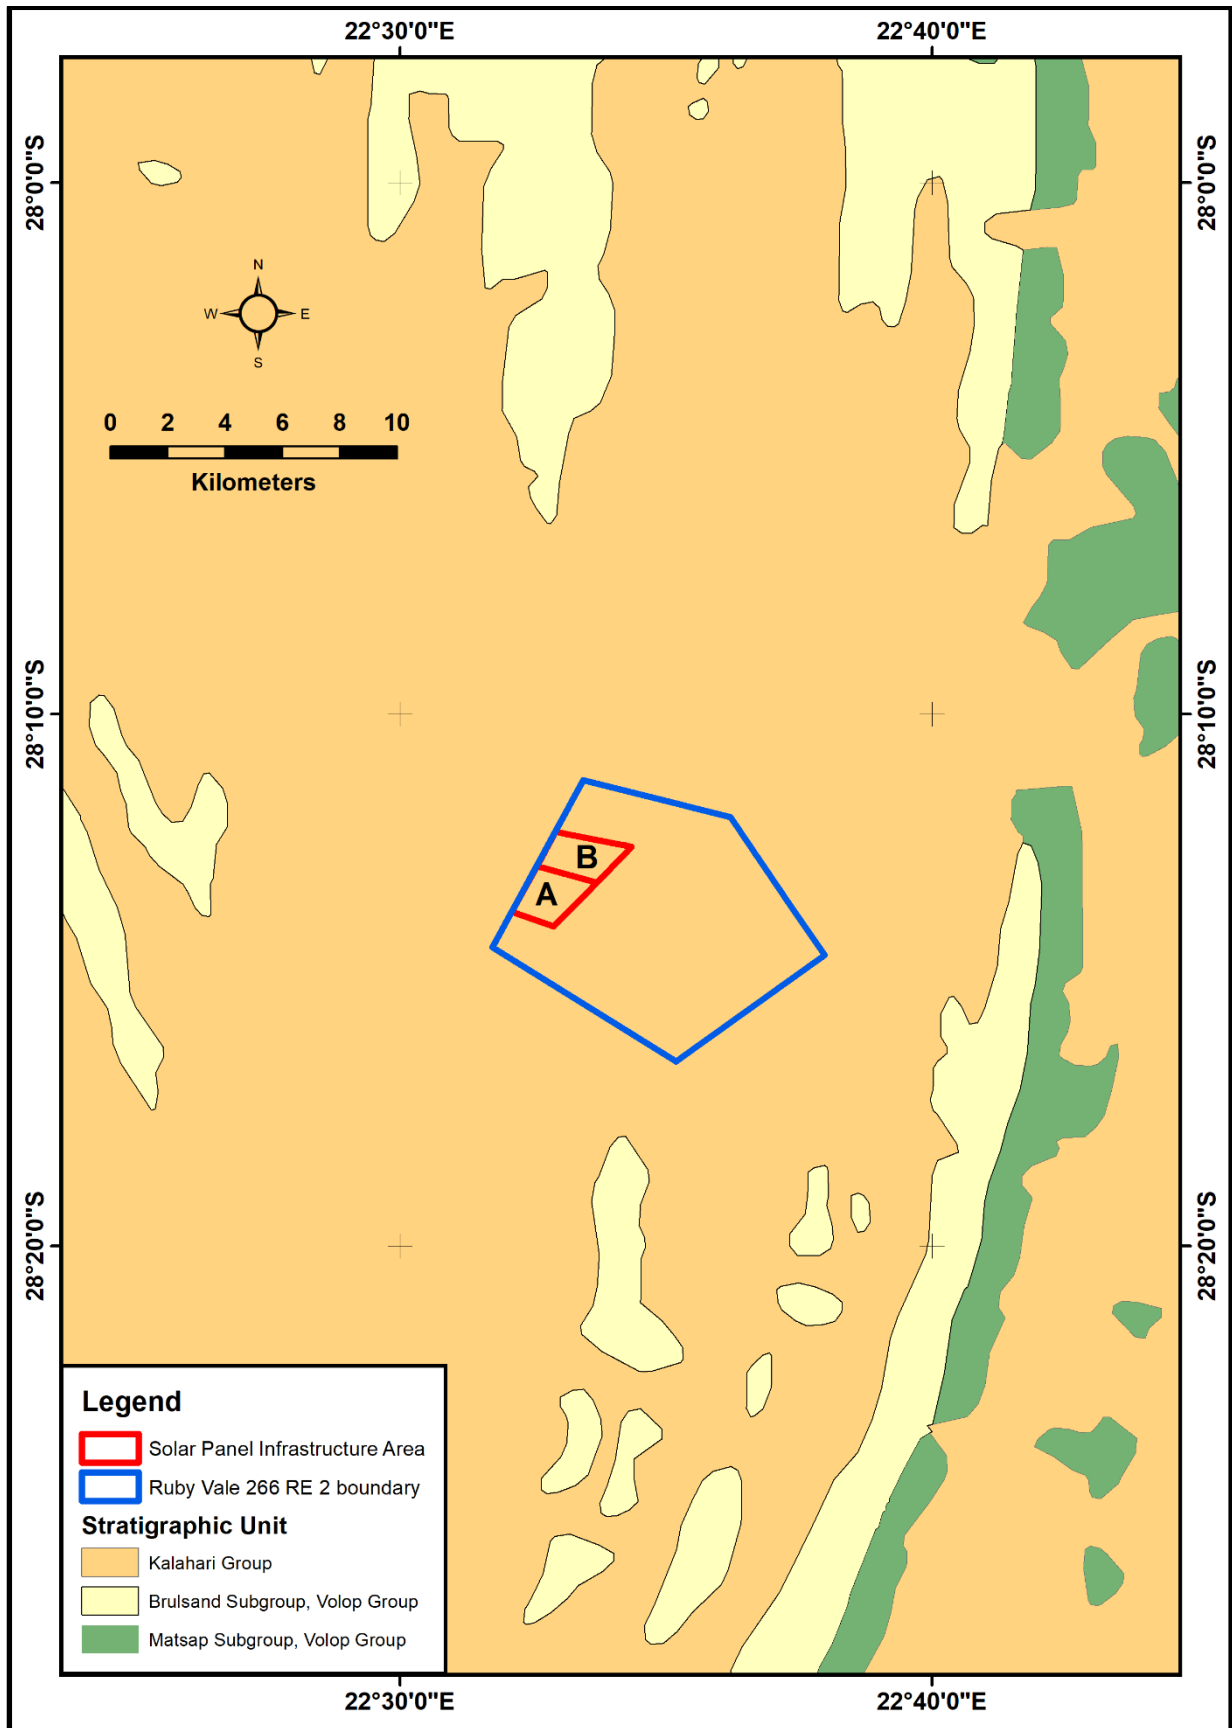 22°30'0"E 22°40'0"E
28°0'0"S 28°0'0"S
N
W E
S
0 2 4 6 8 10
Kilometers
28°10'0"S 28°10'0"S
B
A
28°20'0"S 28°20'0"S
Legend
Solar Panel Infrastructure Area
Ruby Vale 266 RE 2 boundary
Stratigraphic Unit
Kalahari Group
Brulsand Subgroup, Volop Group
Matsap Subgroup, Volop Group
22°30'0"E 22°40'0"E